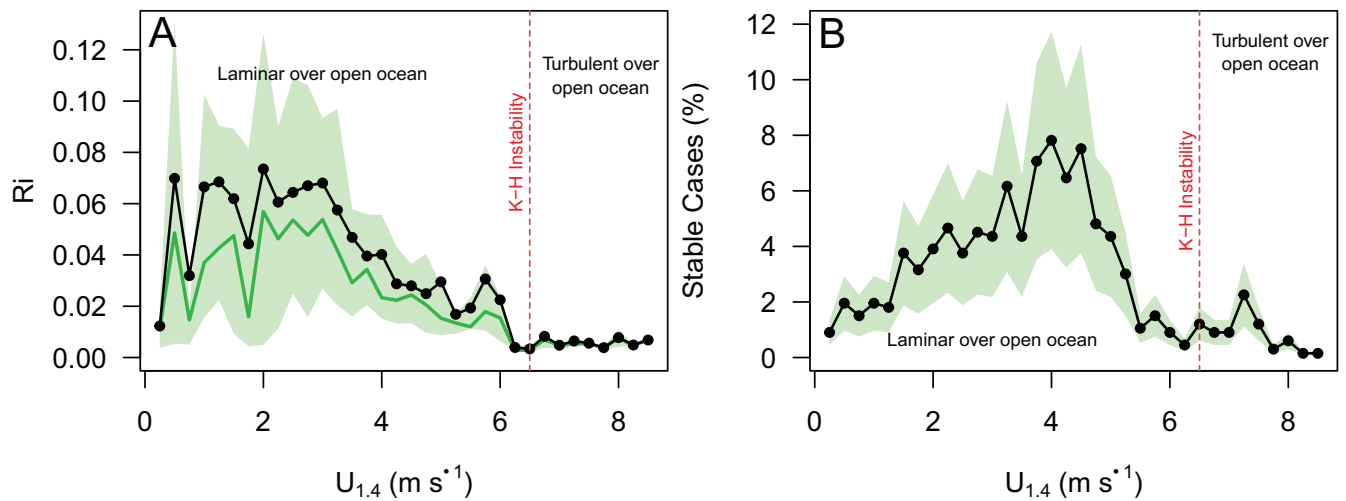 A
Laminar over open ocean
Turbulent over
open ocean
K−H Instability
Ri
0.12
0.10
0.08
0.06
0.04
0.02
0.00
0 2 4 6 8
U1.4 (m s•1)
B
Turbulent over
open ocean
K−H Instability
Laminar over open ocean
Stable Cases (%)
12
10
8
6
4
2
0
0 2 4 6 8
U1.4 (m s•1)